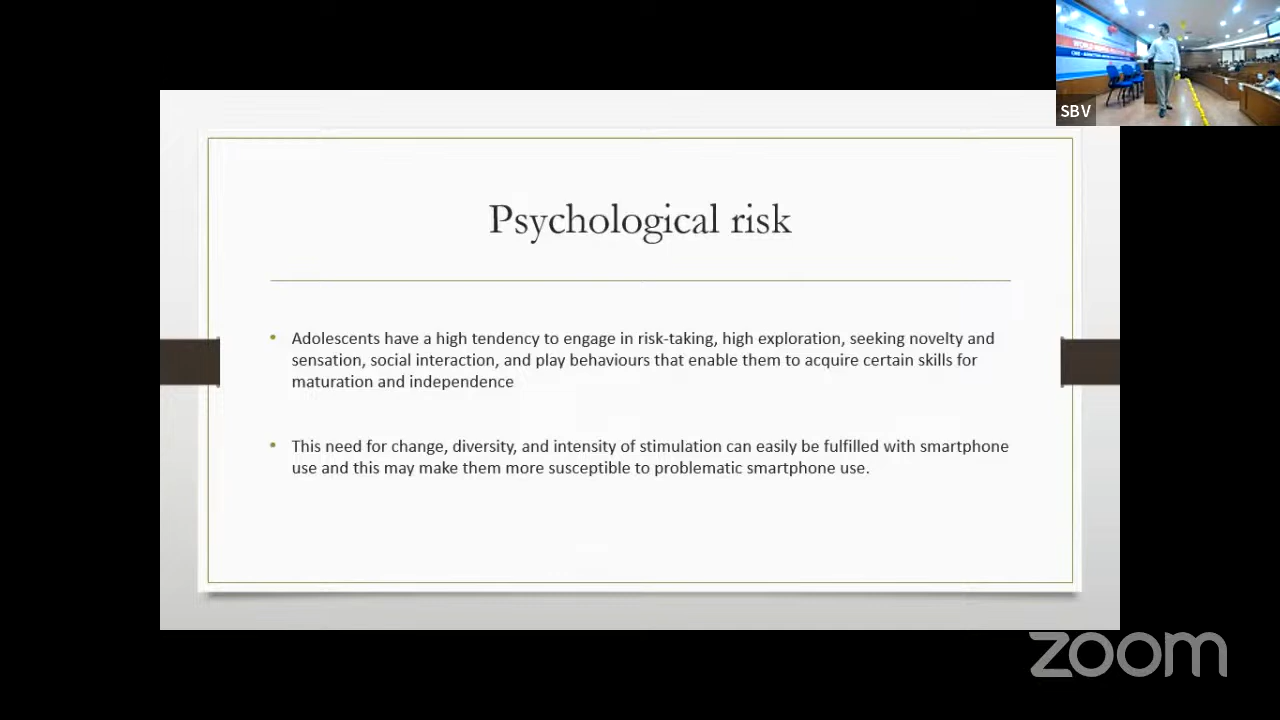 SBV
Psychological risk
• Adolescents have a high tendency to engage in risk-taking, high exploration, seeking novelty and
sensation, social interaction, and play behaviours that enable them to acquire certain skills for
maturation and independence
• This need for change, diversity, and intensity of stimulation can easily be fulfilled with smartphone
use and this may make them more susceptible to problematic smartphone use.
zoom